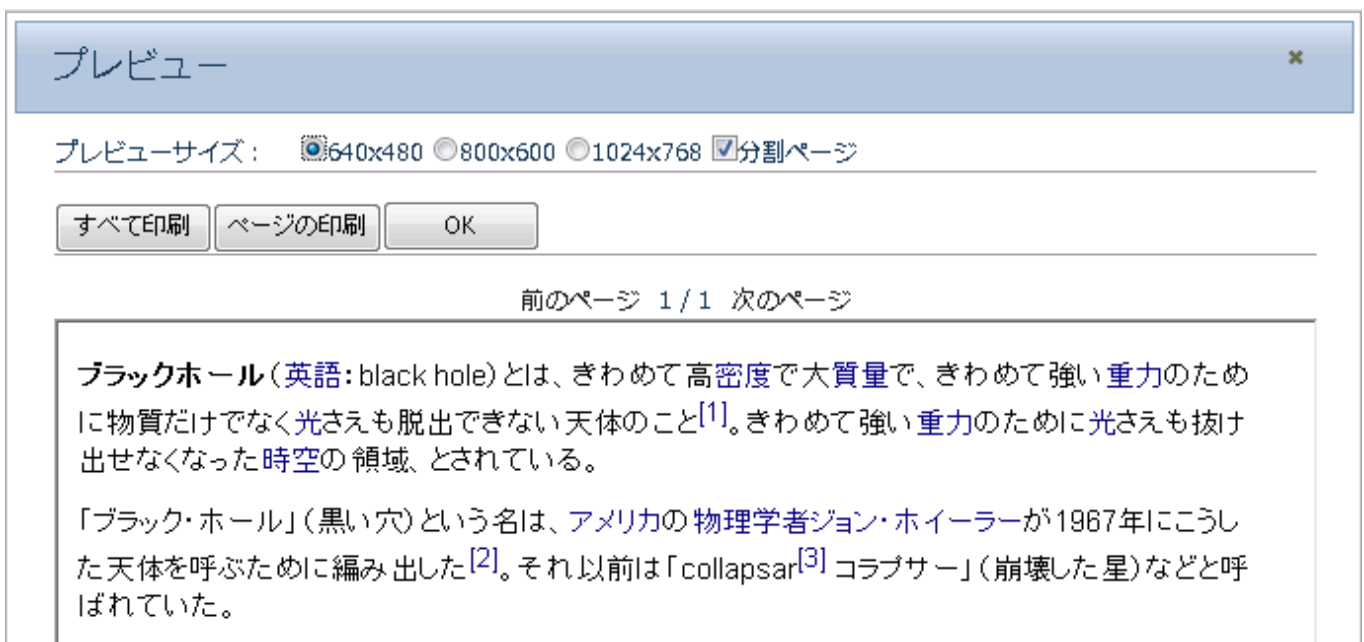 プレビュー
プレビューサイズ： 640x480 800x600 1024x768 分割ページ
すべて印刷 ページの印刷 OK
前のページ 1 / 1 次のページ
ブラックホール（英語：black hole）とは、きわめて高密度で大質量で、きわめて強い重力のため
に物質だけでなく光さえも脱出できない天体のこと[1]。きわめて強い重力のために光さえも抜け
出せなくなった時空の領域、とされている。
「ブラック・ホール」（黒い穴）という名は、アメリカの物理学者ジョン・ホイーラーが1967年にこうし
た天体を呼ぶために編み出した[2]。それ以前は「collapsar[3] コラプサー」（崩壊した星）などと呼
ばれていた。